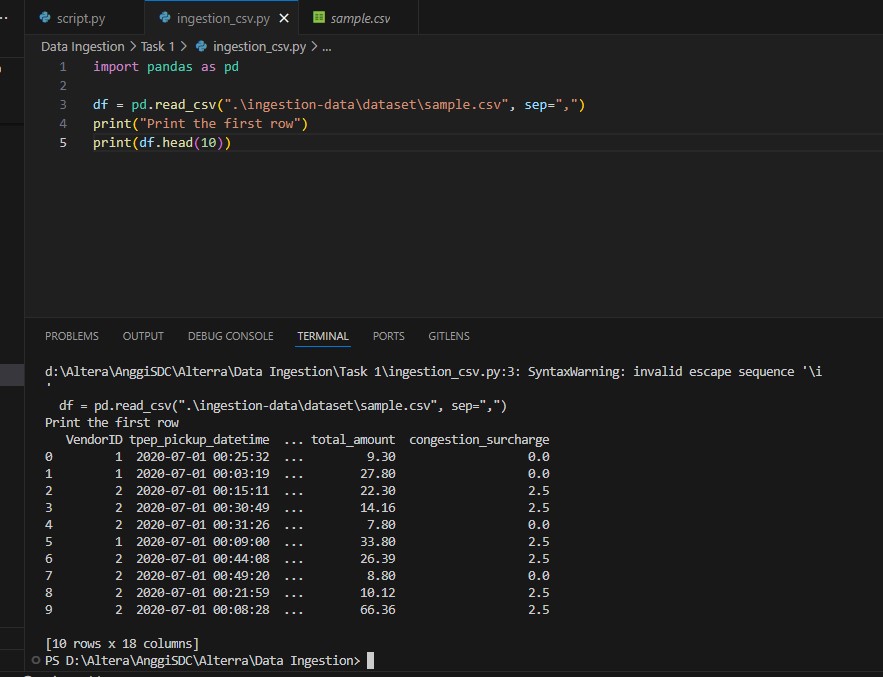 script.py ingestion_csv.py sample.csv
Data Ingestion > Task 1 > ingestion_csv.py > ...
1 import pandas as pd
2
3 df = pd.read_csv(".\ingestion-data\dataset\sample.csv", sep=",")
4 print("Print the first row")
5 print(df.head(10))
PROBLEMS OUTPUT DEBUG CONSOLE TERMINAL PORTS GITLENS
d:\Altera\AnggiSDC\Alterra\Data Ingestion\Task 1\ingestion_csv.py:3: SyntaxWarning: invalid escape sequence '\i
'
df = pd.read_csv(".\ingestion-data\dataset\sample.csv", sep=",")
Print the first row
VendorID tpep_pickup_datetime ... total_amount congestion_surcharge
0 1 2020-07-01 00:25:32 ... 9.30 0.0
1 1 2020-07-01 00:03:19 ... 27.80 0.0
2 2 2020-07-01 00:15:11 ... 22.30 2.5
3 2 2020-07-01 00:30:49 ... 14.16 2.5
4 2 2020-07-01 00:31:26 ... 7.80 0.0
5 1 2020-07-01 00:09:00 ... 33.80 2.5
6 2 2020-07-01 00:44:08 ... 26.39 2.5
7 2 2020-07-01 00:49:20 ... 8.80 0.0
8 2 2020-07-01 00:21:59 ... 10.12 2.5
9 2 2020-07-01 00:08:28 ... 66.36 2.5
[10 rows x 18 columns]
PS D:\Altera\AnggiSDC\Alterra\Data Ingestion>